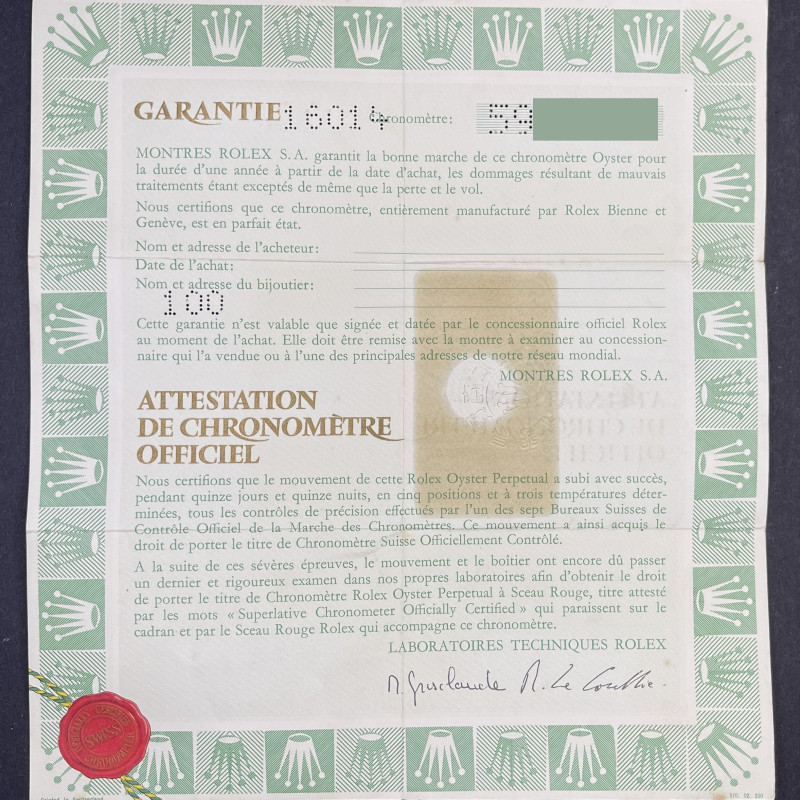 GARANTIE 16014 Chronomètre: 59
MONTRES ROLEX S.A. garantit la bonne marche de ce chronomètre Oyster pour
la durée d'une année à partir de la date d'achat, les dommages résultant de mauvais
traitements étant exceptés de même que la perte et le vol.
Nous certifions que ce chronomètre, entièrement manufacturé par Rolex Bienne et
Genève, est en parfait état.
Nom et adresse de l'acheteur:
Date de l'achat:
Nom et adresse du bijoutier:
100
Cette garantie n'est valable que signée et datée par le concessionnaire officiel Rolex
au moment de l'achat. Elle doit être remise avec la montre à examiner au concession-
naire qui l'a vendue ou à l'une des principales adresses de notre réseau mondial.
MONTRES ROLEX S.A.
ATTESTATION
DE CHRONOMÈTRE
OFFICIEL
Nous certifions que le mouvement de cette Rolex Oyster Perpetual a subi avec succès,
pendant quinze jours et quinze nuits, en cinq positions et à trois températures déter-
minées, tous les contrôles de précision effectués par l'un des sept Bureaux Suisses de
Contrôle Officiel de la Marche des Chronomètres. Ce mouvement a ainsi acquis le
droit de porter le titre de Chronomètre Suisse Officiellement Contrôlé.
A la suite de ces sévères épreuves, le mouvement et le boîtier ont encore dû passer
un dernier et rigoureux examen dans nos propres laboratoires afin d'obtenir le droit
de porter le titre de Chronomètre Rolex Oyster Perpetual à Sceau Rouge, titre attesté
par les mots « Superlative Chronometer Officially Certified » qui paraissent sur le
cadran et par le Sceau Rouge Rolex qui accompagne ce chronomètre.
LABORATOIRES TECHNIQUES ROLEX
SWISS
CHRONOMETER
Printed in Switzerland